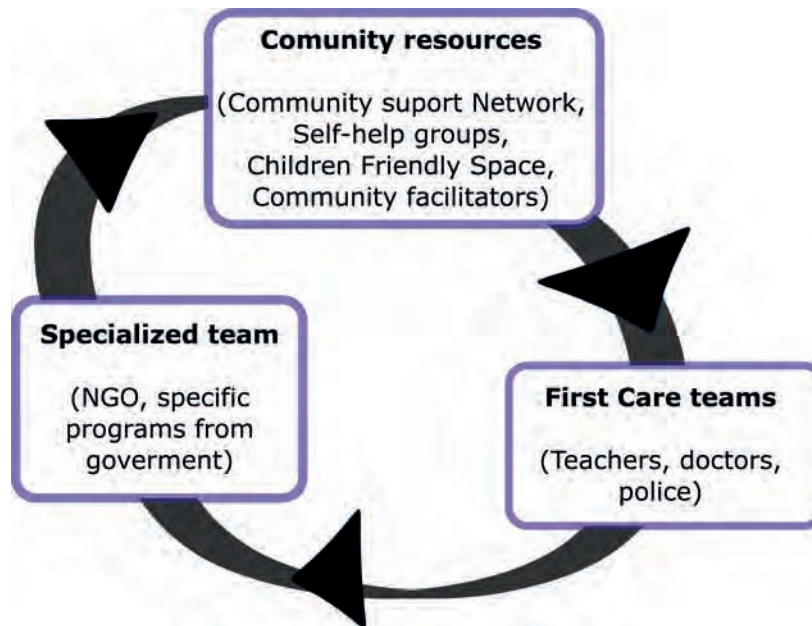 Comunity resources
(Community suport Network,
Self-help groups,
Children Friendly Space,
Community facilitators)
Specialized team
(NGO, specific
programs from
goverment)
First Care teams
(Teachers, doctors,
police)